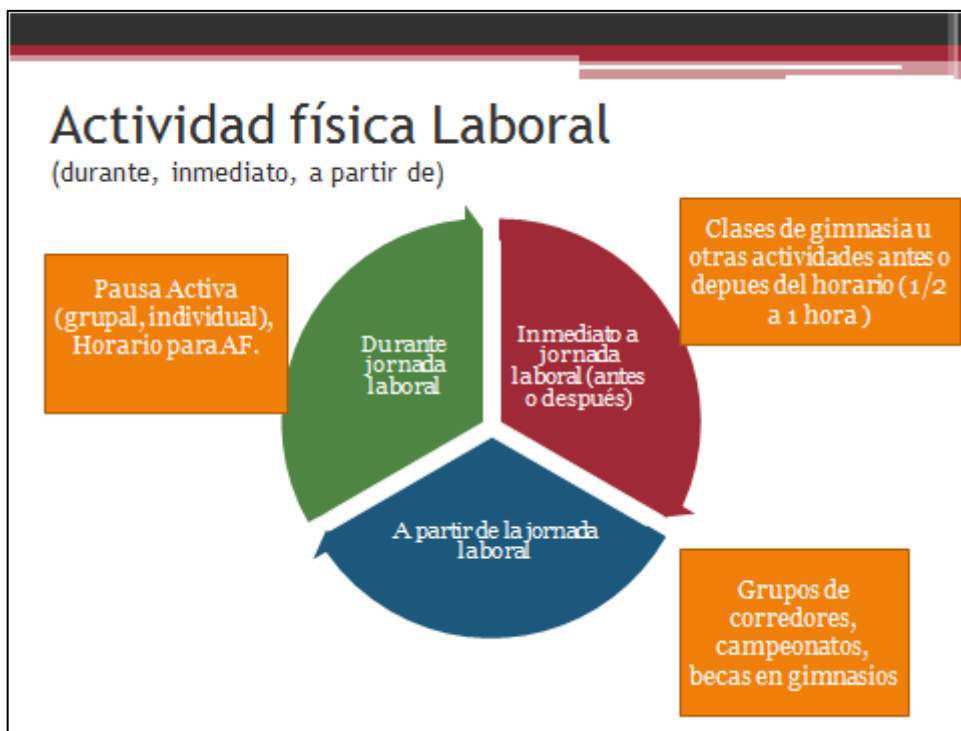 Actividad física Laboral
(durante, inmediato, a partir de)
Pausa Activa
(grupal, individual),
Horario para AF.
Durante
jornada
laboral
Inmediato a
jornada
laboral (antes
o después)
Clases de gimnasia u
otras actividades antes o
depues del horario (1/2
a 1 hora )
A partir de la jornada
laboral
Grupos de
corredores,
campeonatos,
becas en gimnasios